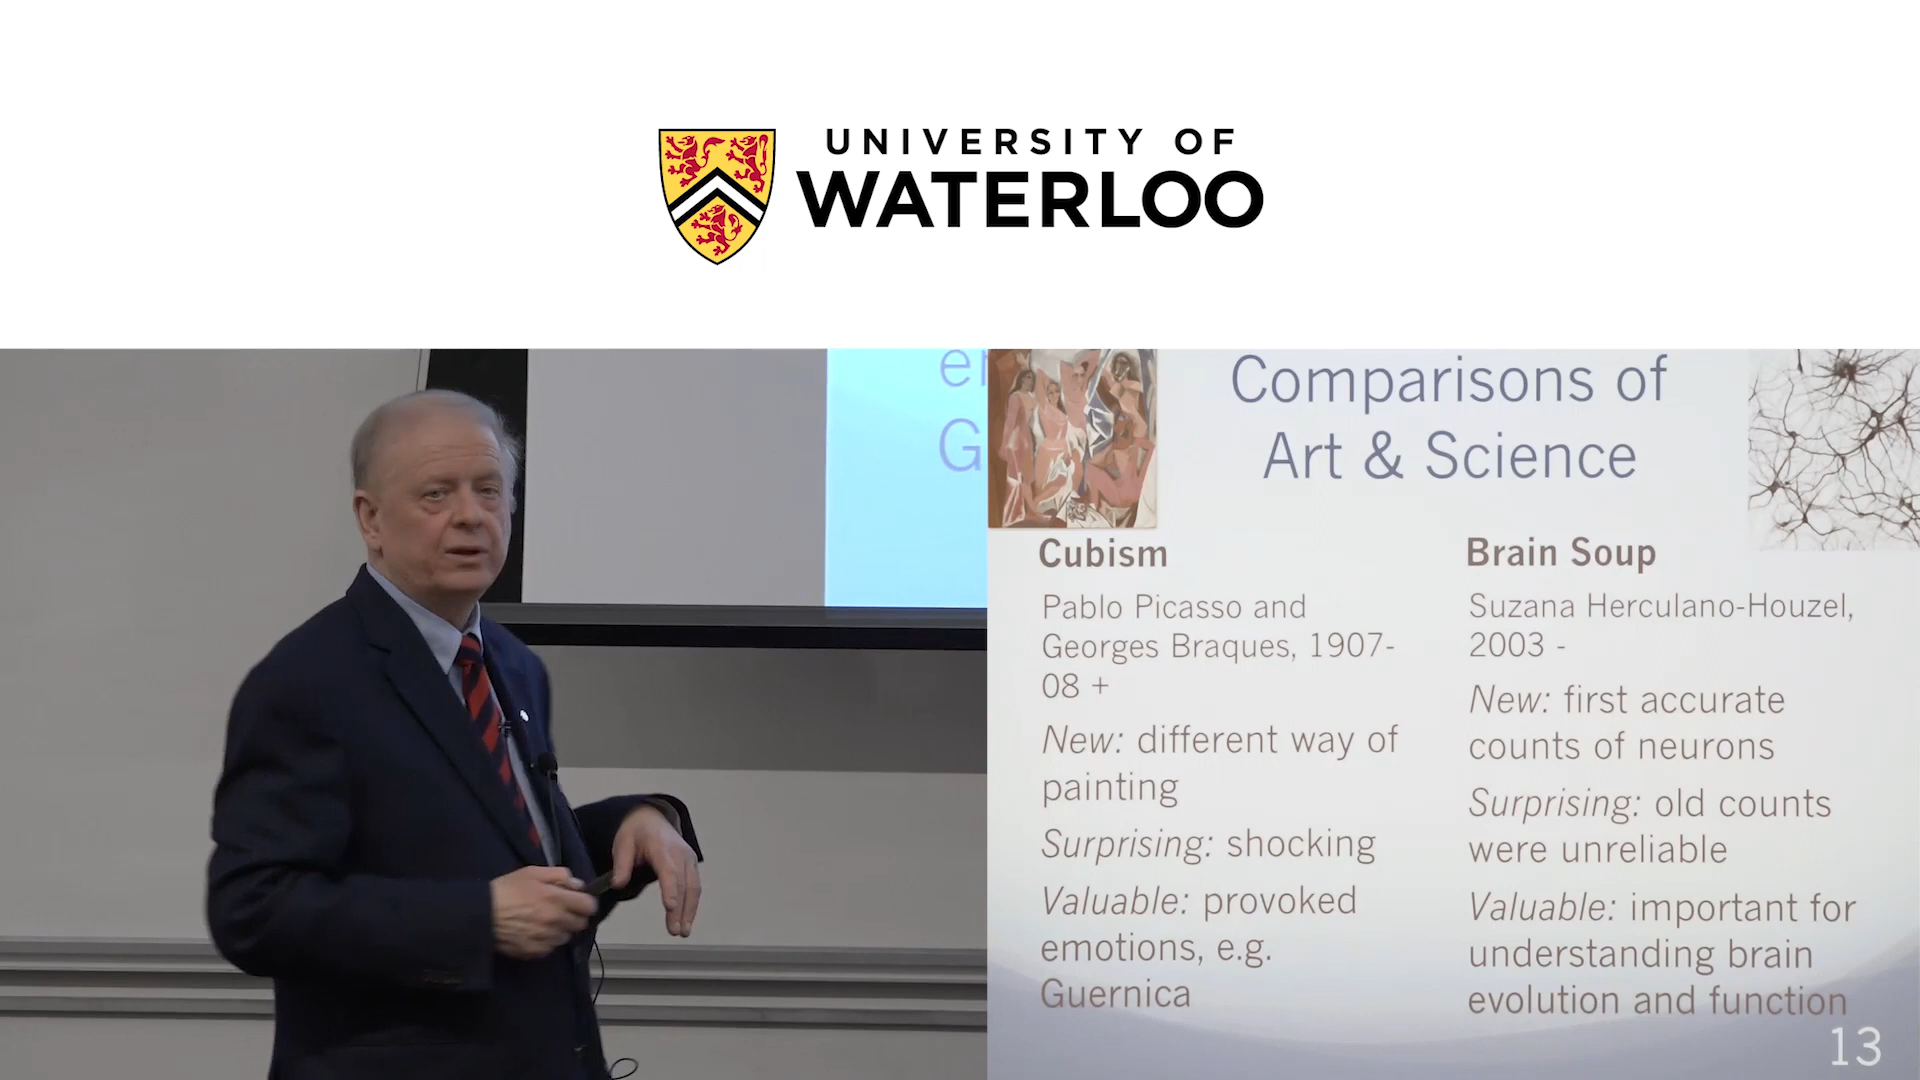 UNIVERSITY OF
WATERLOO
er
G
Comparisons of
Art & Science
Cubism
Pablo Picasso and
Georges Braques, 1907-
08 +
New: different way of
painting
Surprising: shocking
Valuable: provoked
emotions, e.g.
Guernica
Brain Soup
Suzana Herculano-Houzel,
2003 -
New: first accurate
counts of neurons
Surprising: old counts
were unreliable
Valuable: important for
understanding brain
evolution and function
13